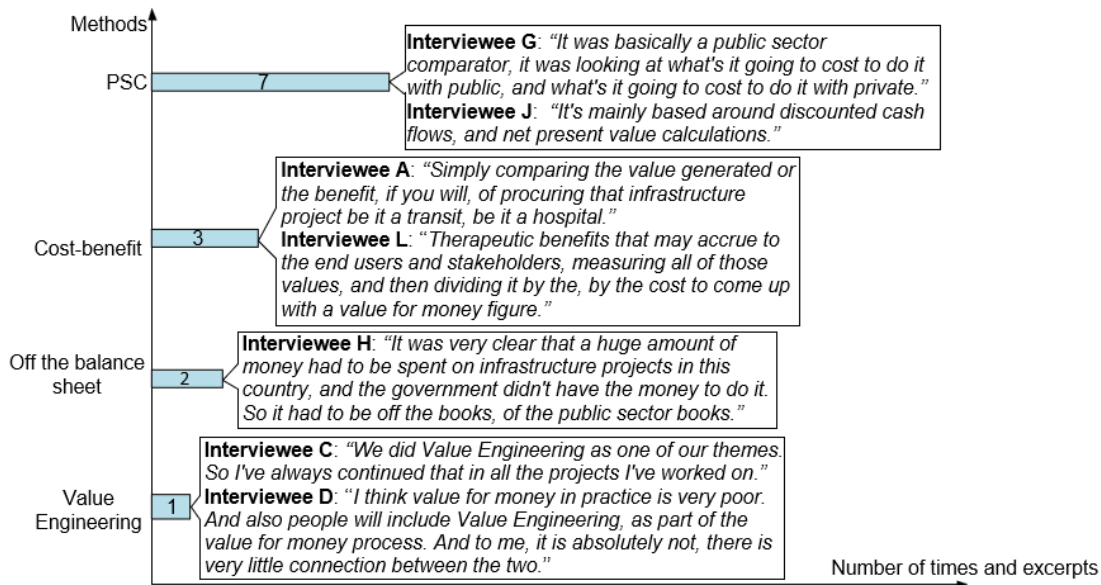 Methods
PSC
7
Interviewee G: “It was basically a public sector
comparator, it was looking at what's it going to cost to do it
with public, and what's it going to cost to do it with private.”
Interviewee J: “It's mainly based around discounted cash
flows, and net present value calculations.”
Cost-benefit
3
Interviewee A: “Simply comparing the value generated or
the benefit, if you will, of procuring that infrastructure
project be it a transit, be it a hospital.”
Interviewee L: “Therapeutic benefits that may accrue to
the end users and stakeholders, measuring all of those
values, and then dividing it by the, by the cost to come up
with a value for money figure.”
Off the balance
sheet
2
Interviewee H: “It was very clear that a huge amount of
money had to be spent on infrastructure projects in this
country, and the government didn't have the money to do it.
So it had to be off the books, of the public sector books.”
Value
Engineering
1
Interviewee C: “We did Value Engineering as one of our themes.
So I've always continued that in all the projects I've worked on.”
Interviewee D: “I think value for money in practice is very poor.
And also people will include Value Engineering, as part of the
value for money process. And to me, it is absolutely not, there is
very little connection between the two.”
Number of times and excerpts